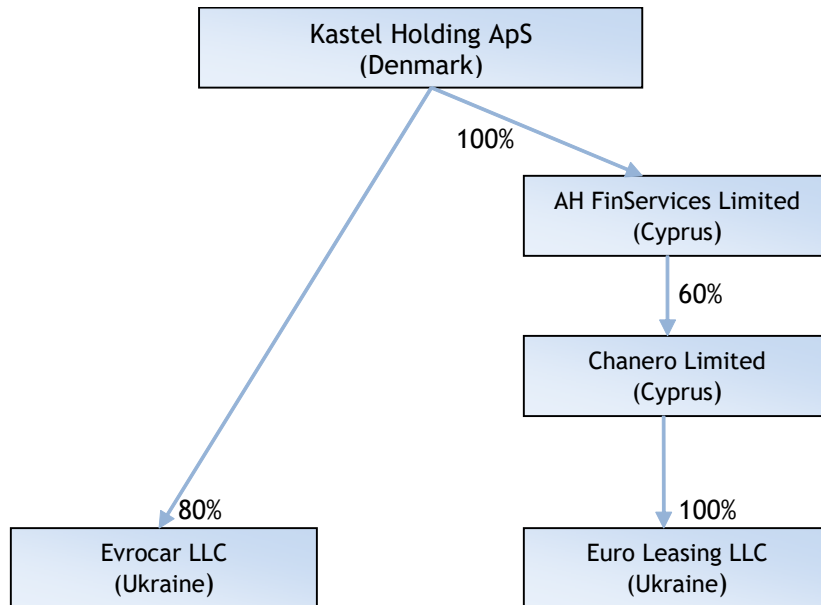 Kastel Holding ApS
(Denmark)
100%
AH FinServices Limited
(Cyprus)
60%
Chanero Limited
(Cyprus)
80%
100%
Evrocar LLC
(Ukraine)
Euro Leasing LLC
(Ukraine)